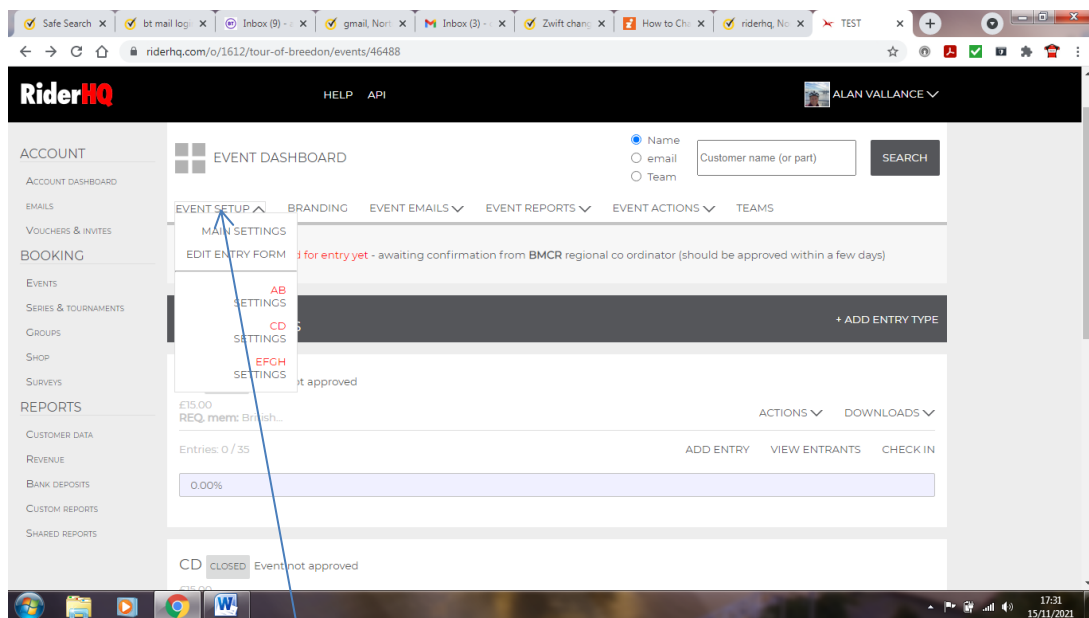 Safe Search
bt mail logi
Inbox (9) -
gmail, Nort
Inbox (3) -
Zwift chang
How to Cha
riderhq, No
TEST
riderhq.com/o/1612/tour-of-breedon/events/46488
RiderHQ
HELP API
ALAN VALLANCE
ACCOUNT
ACCOUNT DASHBOARD
EMAILS
VOUCHERS & INVITES
BOOKING
EVENTS
SERIES & TOURNAMENTS
GROUPS
SHOP
SURVEYS
REPORTS
CUSTOMER DATA
REVENUE
BANK DEPOSITS
CUSTOM REPORTS
SHARED REPORTS
EVENT DASHBOARD
Name
email
Team
Customer name (or part)
SEARCH
EVENT SETUP BRANDING EVENT EMAILS EVENT REPORTS EVENT ACTIONS TEAMS
MAIN SETTINGS
EDIT ENTRY FORM
AB
SETTINGS
CD
SETTINGS
EFGH
SETTINGS
d for entry yet - awaiting confirmation from BMCR regional co ordinator (should be approved within a few days)
S
+ ADD ENTRY TYPE
ot approved
£15.00
REQ. mem: British...
ACTIONS DOWNLOADS
Entries: 0 / 35
ADD ENTRY VIEW ENTRANTS CHECK IN
0.00%
CD CLOSED Event not approved
£15.00
17:31
15/11/2021